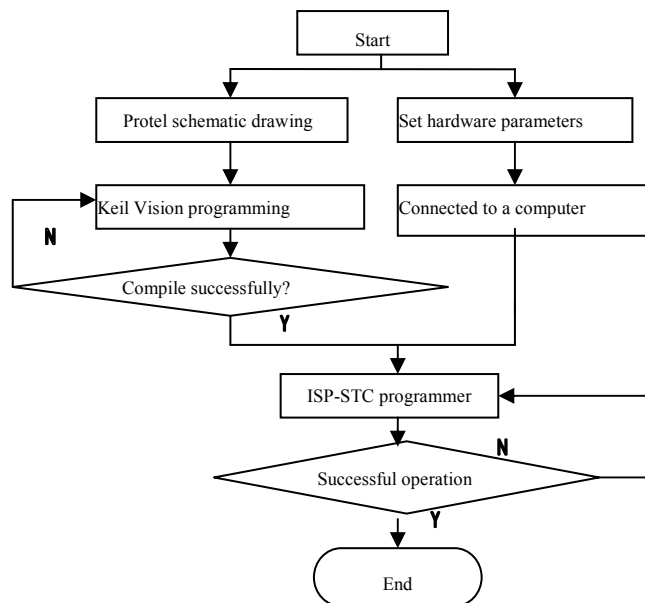 Start
Protel schematic drawing
Set hardware parameters
Keil Vision programming
Connected to a computer
N
Compile successfully?
Y
ISP-STC programmer
N
Successful operation
Y
End